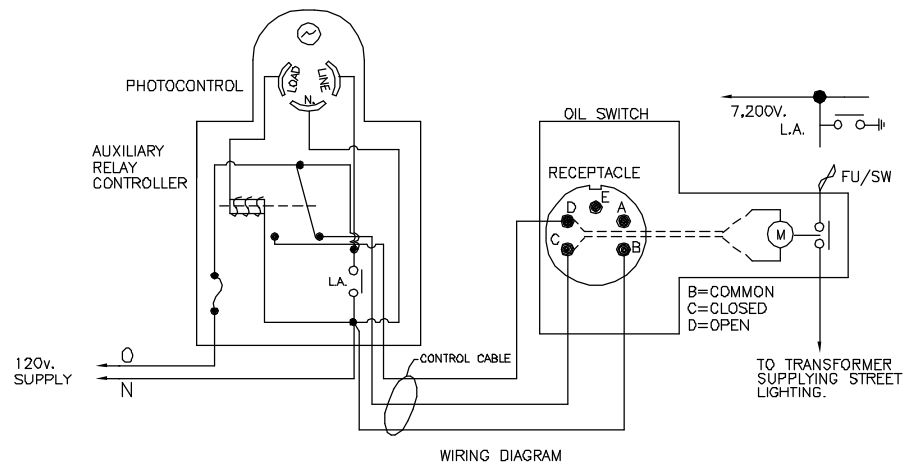 PHOTOCONTROL
LOAD
LINE
N.
AUXILIARY
RELAY
CONTROLLER
L.A.
120v.
SUPPLY
O
N
CONTROL CABLE
OIL SWITCH
RECEPTACLE
E
D
A
C
B
M
7,200V.
L.A.
FU/SW
B=COMMON
C=CLOSED
D=OPEN
TO TRANSFORMER
SUPPLYING STREET
LIGHTING.
WIRING DIAGRAM